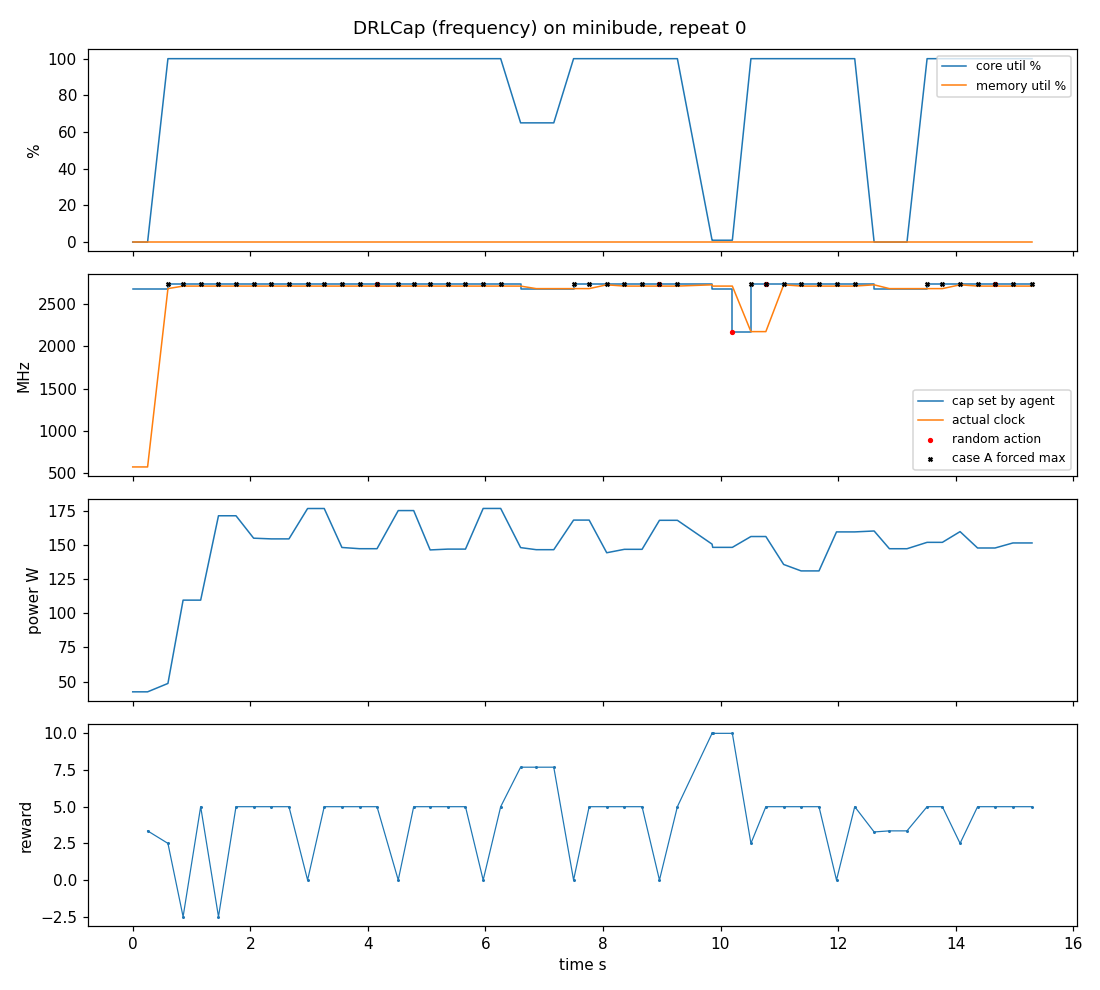 DRLCap (frequency) on minibude, repeat 0
100
80
60
40
20
0
%
core util %
memory util %
2500
2000
1500
1000
500
MHz
cap set by agent
actual clock
random action
case A forced max
175
150
125
100
75
50
power W
10.0
7.5
5.0
2.5
0.0
−2.5
reward
0 2 4 6 8 10 12 14 16
time s